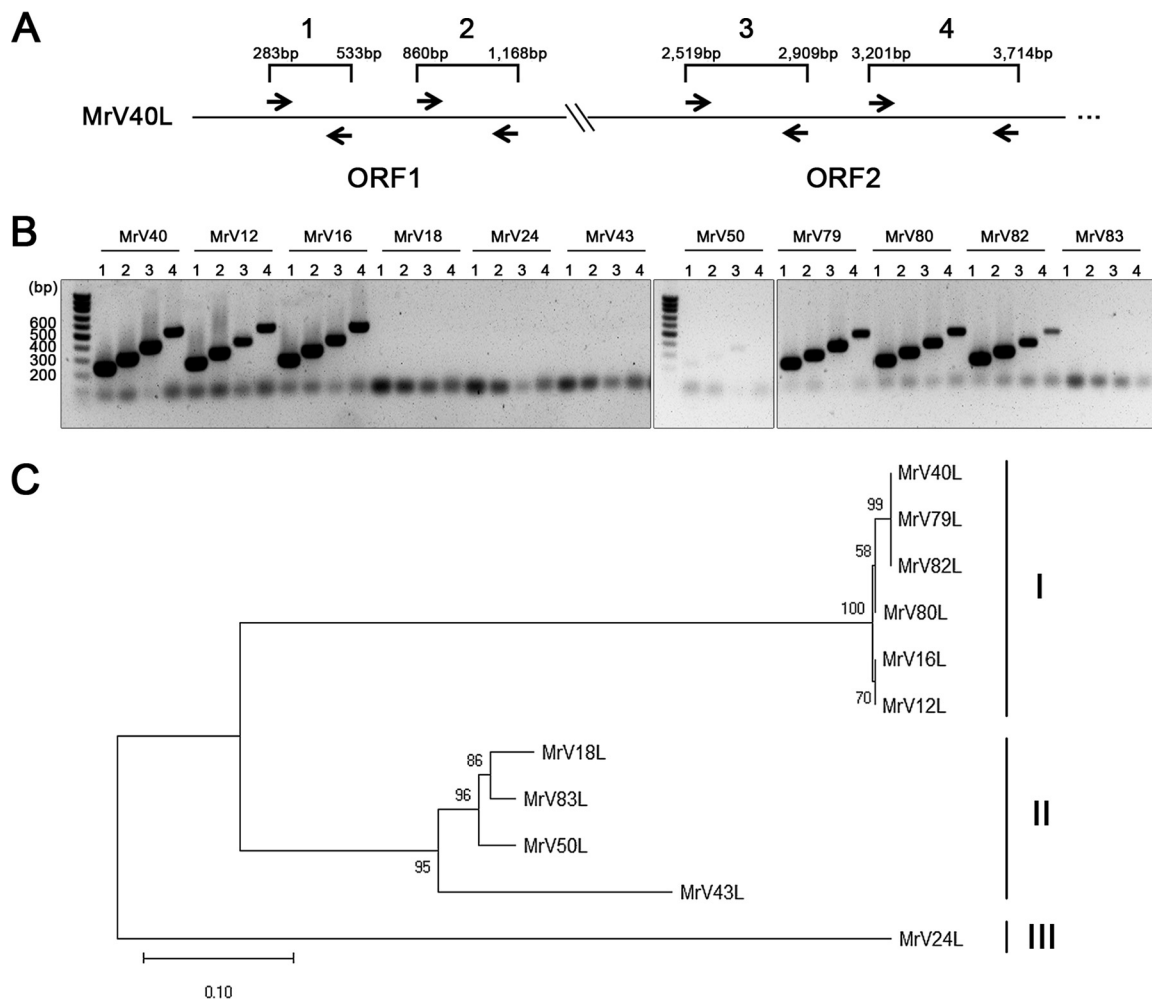 A
1 2 3 4
283bp 533bp 860bp 1,168bp 2,519bp 2,909bp 3,201bp 3,714bp
MrV40L ...
ORF1 ORF2
B
MrV40 MrV12 MrV16 MrV18 MrV24 MrV43 MrV50 MrV79 MrV80 MrV82 MrV83
1 2 3 4 1 2 3 4 1 2 3 4 1 2 3 4 1 2 3 4 1 2 3 4 1 2 3 4 1 2 3 4 1 2 3 4 1 2 3 4 1 2 3 4
(bp)
600
500
400
300
200
C
MrV40L
99
MrV79L
58
MrV82L
I
100
MrV80L
MrV16L
70
MrV12L
MrV18L
86
96
MrV83L
II
MrV50L
95
MrV43L
MrV24L
III
0.10